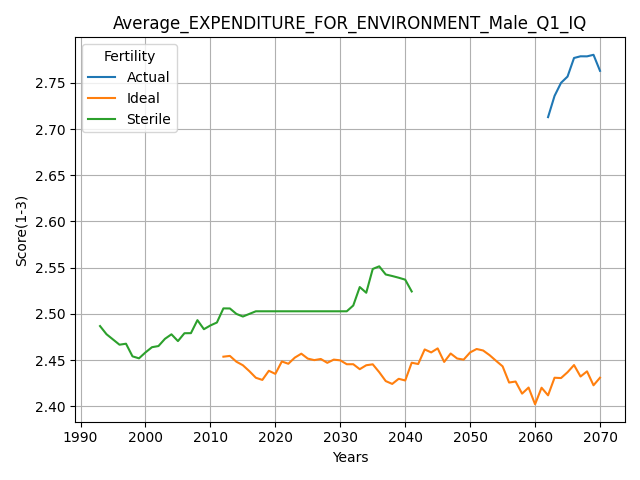 Average_EXPENDITURE_FOR_ENVIRONMENT_Male_Q1_IQ
Fertility
Actual
Ideal
Sterile
Score(1-3)
2.75
2.70
2.65
2.60
2.55
2.50
2.45
2.40
1990 2000 2010 2020 2030 2040 2050 2060 2070
Years